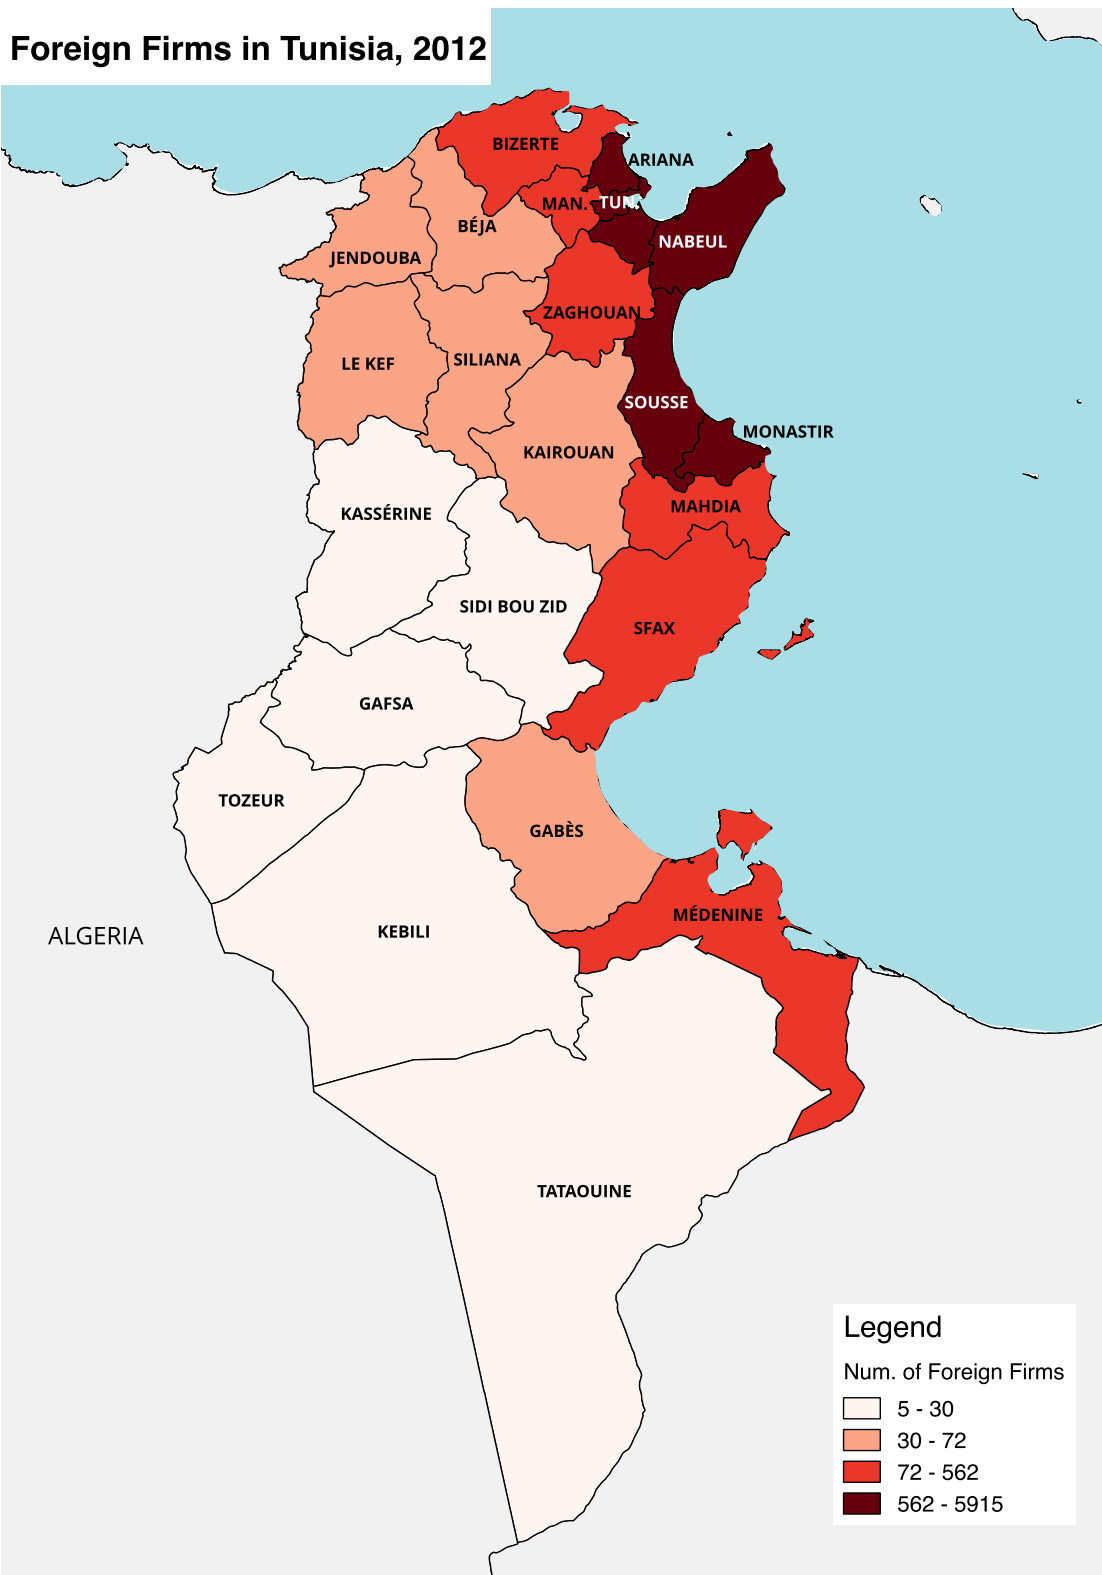 Foreign Firms in Tunisia, 2012
BIZERTE
ARIANA
MAN.
TUN.
BÉJA
NABEUL
JENDOUBA
ZAGHOUAN
LE KEF
SILIANA
SOUSSE
MONASTIR
KAIROUAN
MAHDIA
KASSÉRINE
SIDI BOU ZID
SFAX
GAFSA
TOZEUR
GABÈS
MÉDENINE
KEBILI
ALGERIA
TATAOUINE
Legend
Num. of Foreign Firms
5 - 30
30 - 72
72 - 562
562 - 5915